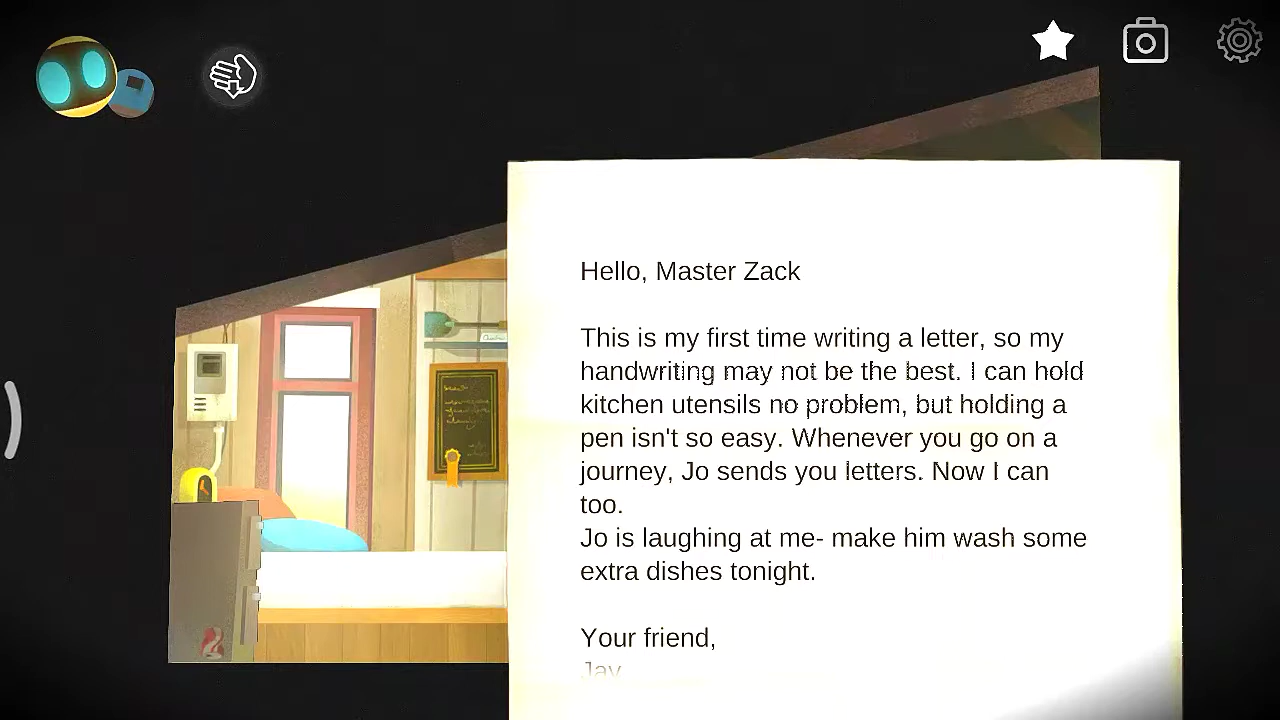 Hello, Master Zack
This is my first time writing a letter, so my
handwriting may not be the best. I can hold
kitchen utensils no problem, but holding a
pen isn't so easy. Whenever you go on a
journey, Jo sends you letters. Now I can
too.
Jo is laughing at me- make him wash some
extra dishes tonight.
Your friend,
Jay